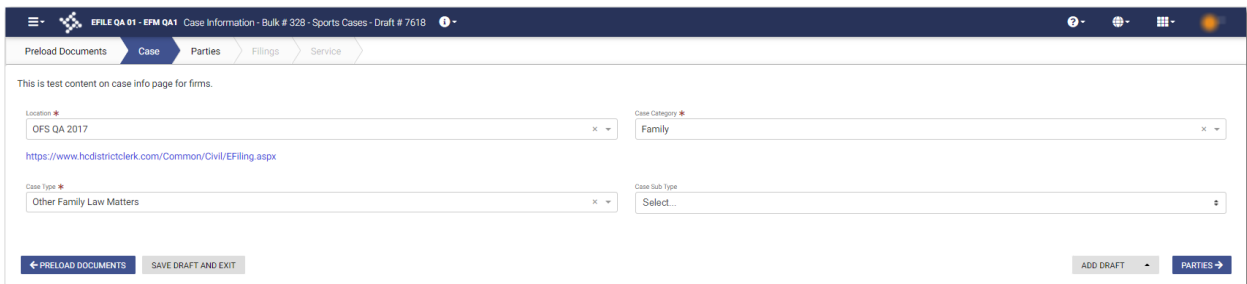 EFILE QA 01 - EFM QA1 Case Information - Bulk # 328 - Sports Cases - Draft # 7618
Preload Documents Case Parties Filings Service
This is test content on case info page for firms.
Location * Case Category *
OFS QA 2017 × Family ×
https://www.hcdistrictclerk.com/Common/Civil/EFiling.aspx
Case Type * Case Sub Type
Other Family Law Matters × Select...
← PRELOAD DOCUMENTS SAVE DRAFT AND EXIT ADD DRAFT PARTIES →